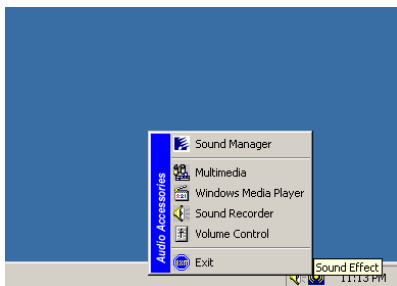 Sound Manager
Multimedia
Windows Media Player
Sound Recorder
Volume Control
Exit
Audio Accessories
Sound Effect
11:13 PM